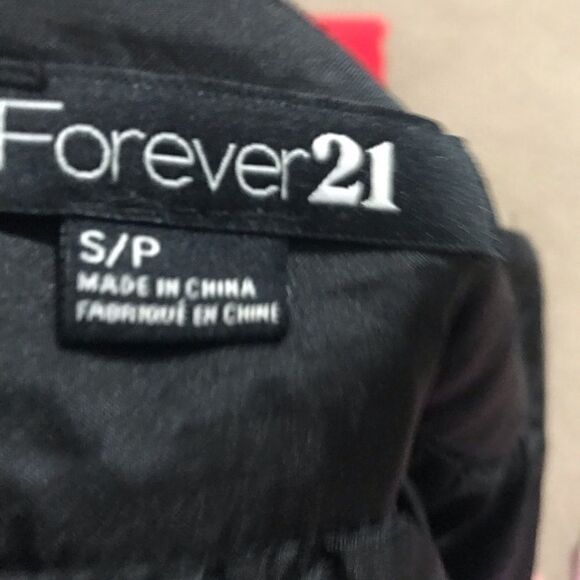 Forever21
S/P
MADE IN CHINA
FABRIQUÉ EN CHINE